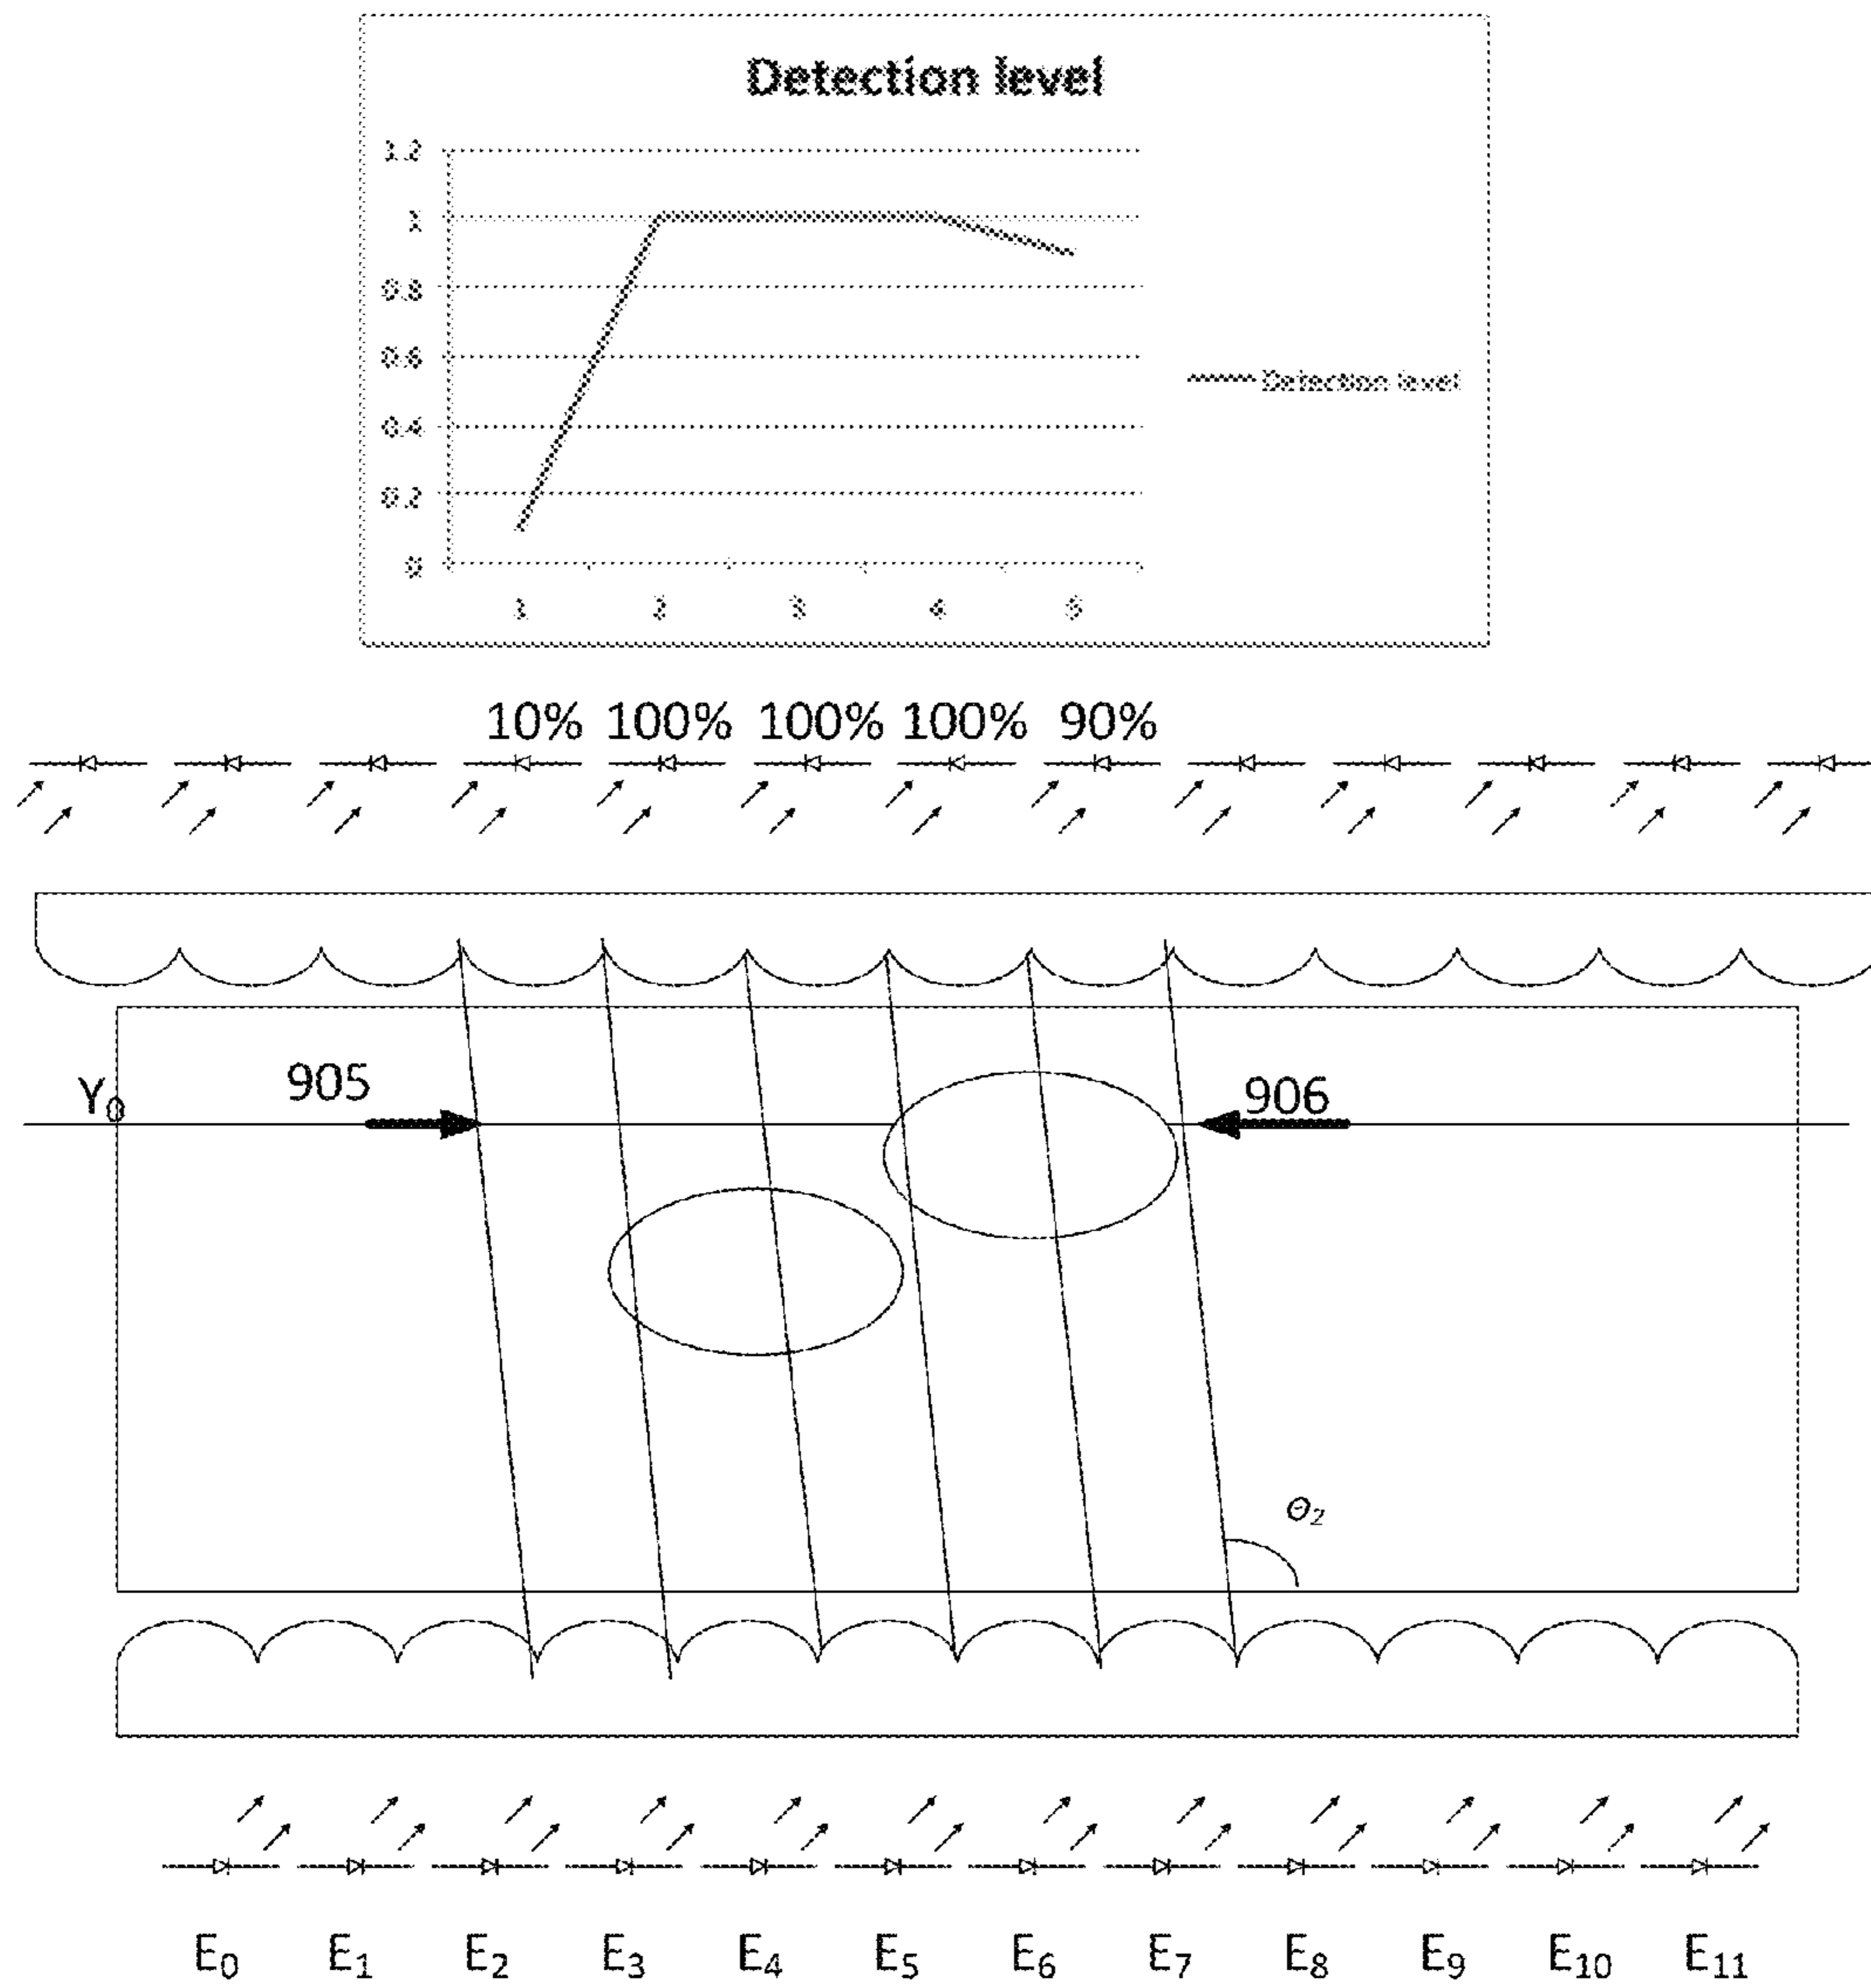 Detection level
1.2
1
0.8
0.6
0.4
0.2
0
1 2 3 4 5
Detection level
10% 100% 100% 100% 90%
Y₀ 905 906
Θ₂
E₀ E₁ E₂ E₃ E₄ E₅ E₆ E₇ E₈ E₉ E₁₀ E₁₁